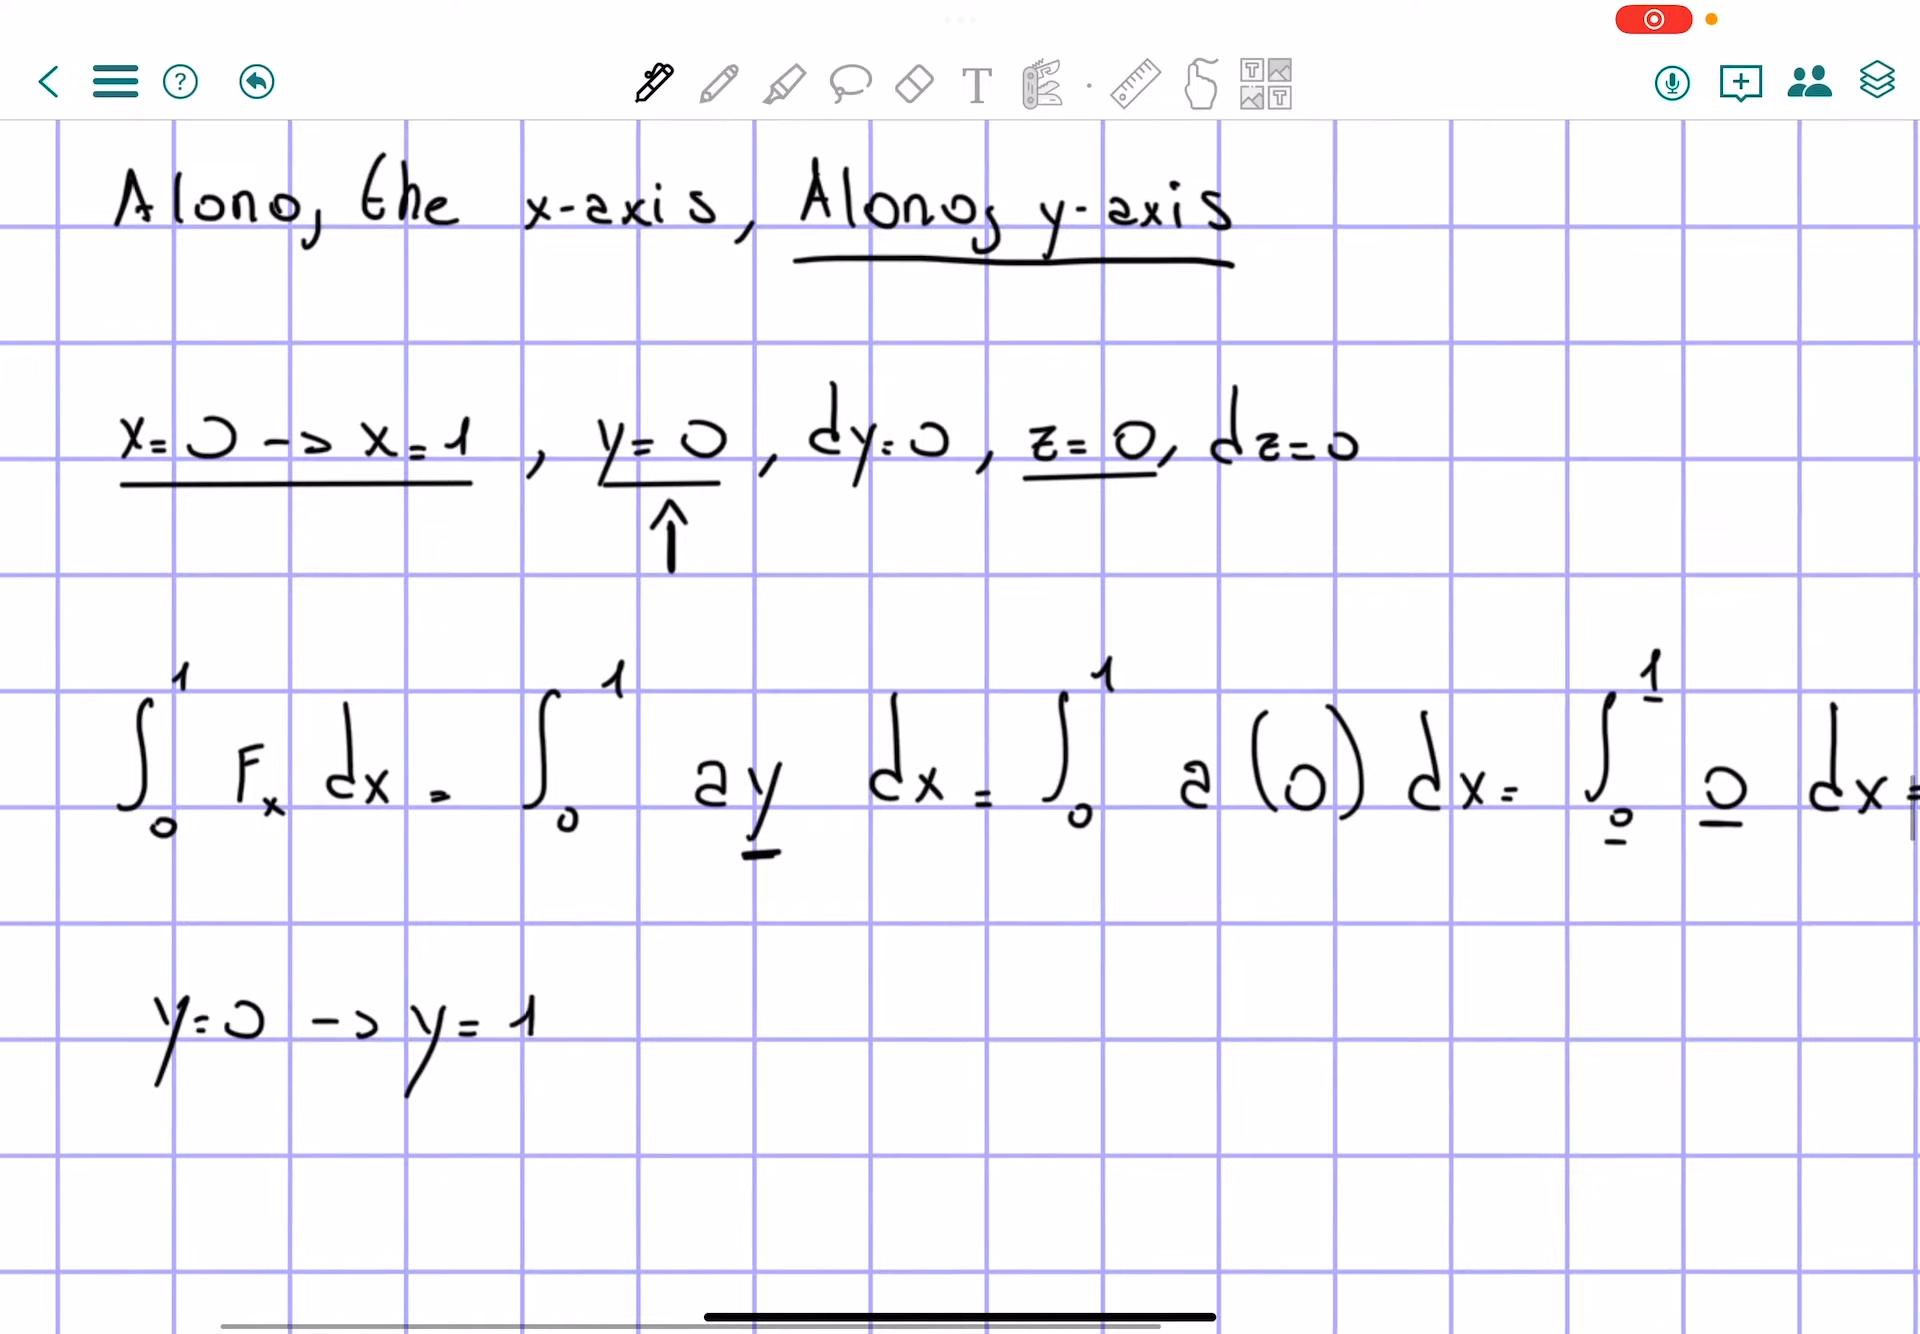 Along the x-axis, Along y-axis
x=0 -> x=1 , y=0 , dy=0 , z=0, dz=0
∫₀¹ Fₓ dx = ∫₀¹ ay dx = ∫₀¹ a(0) dx = ∫₀¹ 0 dx =
y=0 -> y=1